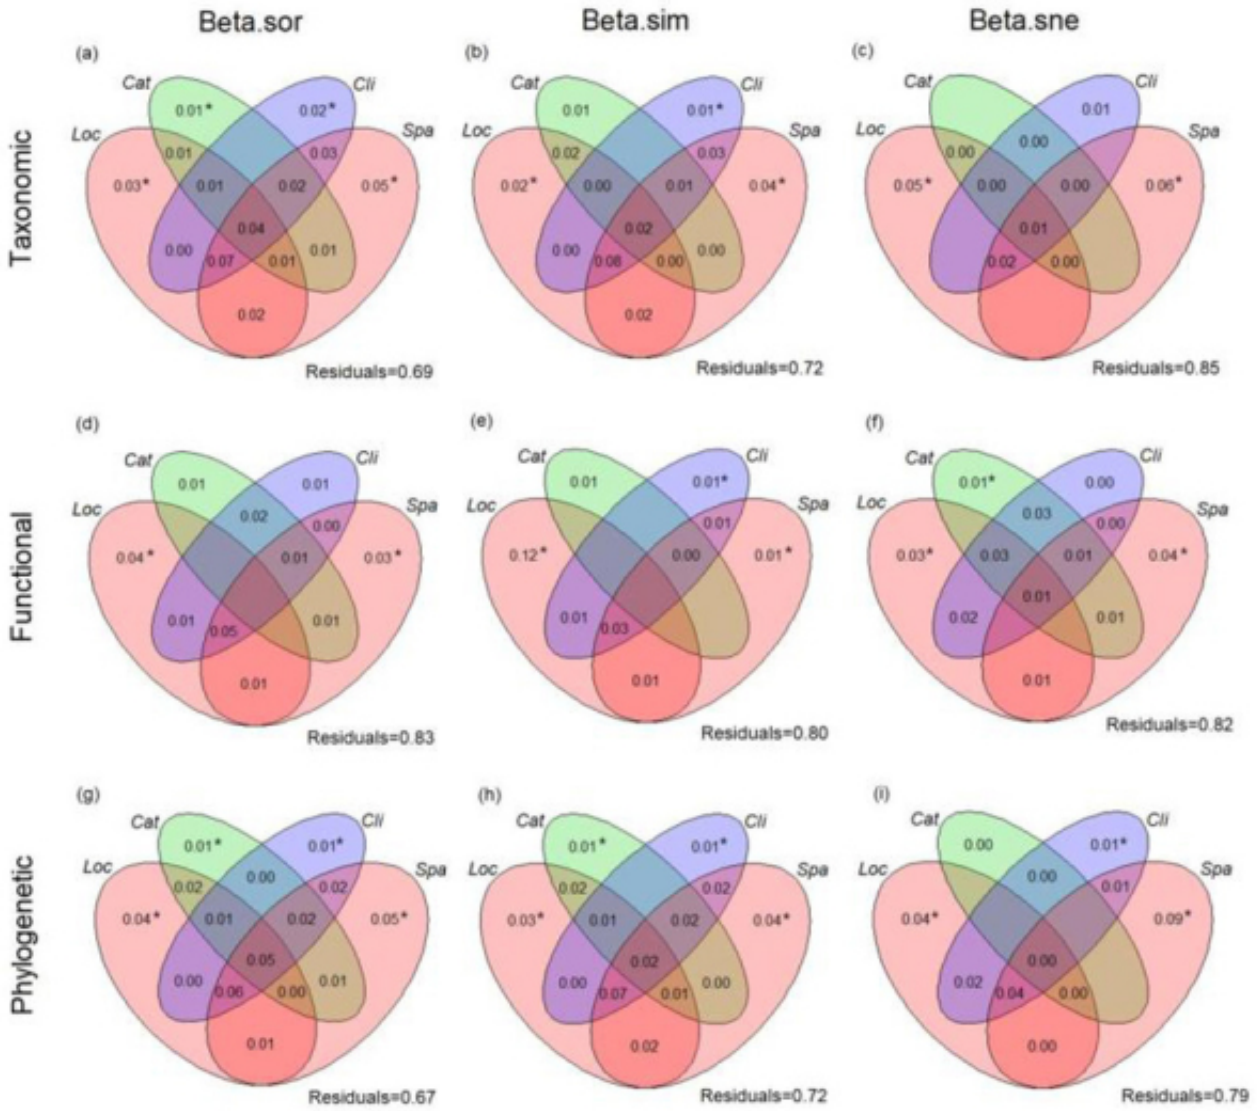 Beta.sor Beta.sim Beta.sne
(a) (b) (c)
Cat Cli Cat Cli Cat Cli
0.01* 0.02* 0.01 0.01* 0.01
Loc Spa Loc Spa Loc Spa
0.01 0.03 0.02 0.03 0.00 0.00
0.03* 0.01 0.02 0.05* 0.02* 0.00 0.01 0.04* 0.05* 0.00 0.00 0.06*
Taxonomic
0.04 0.02 0.01
0.00 0.07 0.01 0.01 0.00 0.08 0.00 0.00 0.02 0.00
0.02 0.02
Residuals=0.69 Residuals=0.72 Residuals=0.85
(d) (e) (f)
Cat Cli Cat Cli Cat Cli
0.01 0.01 0.01 0.01* 0.01* 0.00
Loc Spa Loc Spa Loc Spa
0.02 0.00 0.01 0.03 0.00
0.04* 0.01 0.03* 0.12* 0.00 0.01* 0.03* 0.03 0.01 0.04*
Functional
0.01
0.01 0.05 0.01 0.01 0.03 0.02 0.01
0.01 0.01 0.01
Residuals=0.83 Residuals=0.80 Residuals=0.82
(g) (h) (i)
Cat Cli Cat Cli Cat Cli
0.01* 0.01* 0.01* 0.01* 0.00 0.01*
Loc Spa Loc Spa Loc Spa
0.02 0.00 0.02 0.02 0.02 0.00 0.01
0.04* 0.01 0.02 0.05* 0.03* 0.01 0.02 0.04* 0.04* 0.09*
Phylogenetic
0.05 0.02 0.00
0.00 0.06 0.00 0.01 0.00 0.07 0.01 0.00 0.02 0.04 0.00
0.01 0.02 0.00
Residuals=0.67 Residuals=0.72 Residuals=0.79